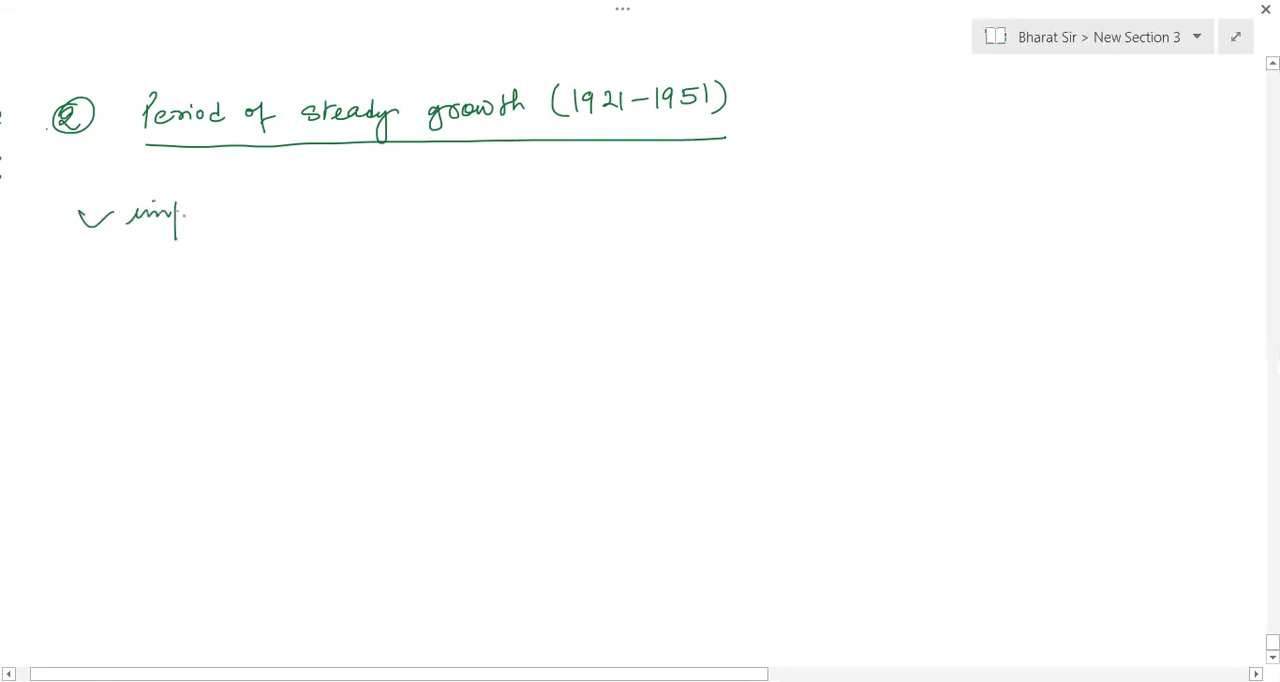 Bharat Sir > New Section 3
② Period of steady growth (1921-1951)
✓ imp